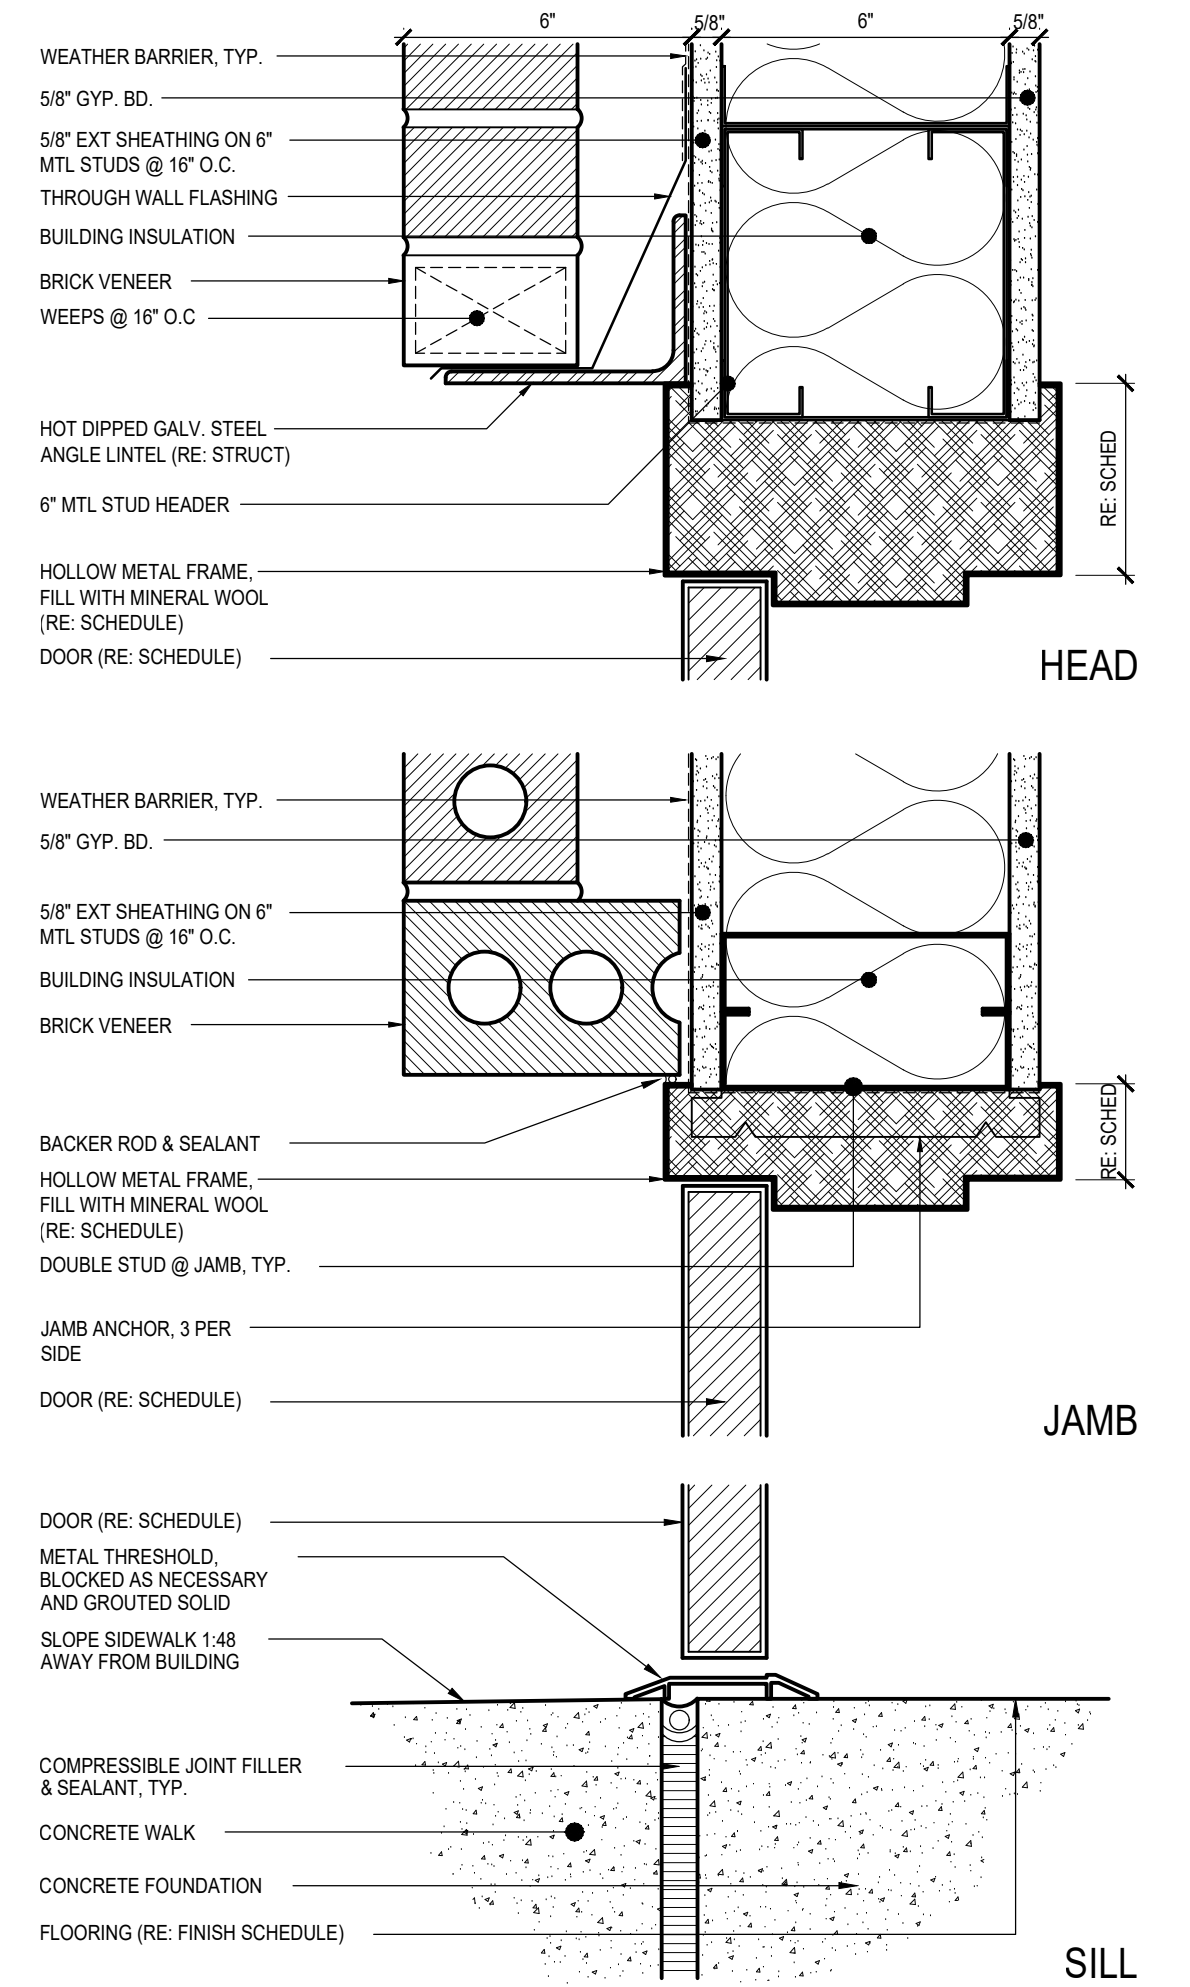 6" 5/8" 6" 5/8"
WEATHER BARRIER, TYP.
5/8" GYP. BD.
5/8" EXT SHEATHING ON 6"
MTL STUDS @ 16" O.C.
THROUGH WALL FLASHING
BUILDING INSULATION
BRICK VENEER
WEEPS @ 16" O.C
HOT DIPPED GALV. STEEL
ANGLE LINTEL (RE: STRUCT)
6" MTL STUD HEADER
HOLLOW METAL FRAME,
FILL WITH MINERAL WOOL
(RE: SCHEDULE)
DOOR (RE: SCHEDULE)
RE: SCHED
HEAD
WEATHER BARRIER, TYP.
5/8" GYP. BD.
5/8" EXT SHEATHING ON 6"
MTL STUDS @ 16" O.C.
BUILDING INSULATION
BRICK VENEER
BACKER ROD & SEALANT
HOLLOW METAL FRAME,
FILL WITH MINERAL WOOL
(RE: SCHEDULE)
DOUBLE STUD @ JAMB, TYP.
JAMB ANCHOR, 3 PER
SIDE
DOOR (RE: SCHEDULE)
RE: SCHED
JAMB
DOOR (RE: SCHEDULE)
METAL THRESHOLD,
BLOCKED AS NECESSARY
AND GROUTED SOLID
SLOPE SIDEWALK 1:48
AWAY FROM BUILDING
COMPRESSIBLE JOINT FILLER
& SEALANT, TYP.
CONCRETE WALK
CONCRETE FOUNDATION
FLOORING (RE: FINISH SCHEDULE)
SILL